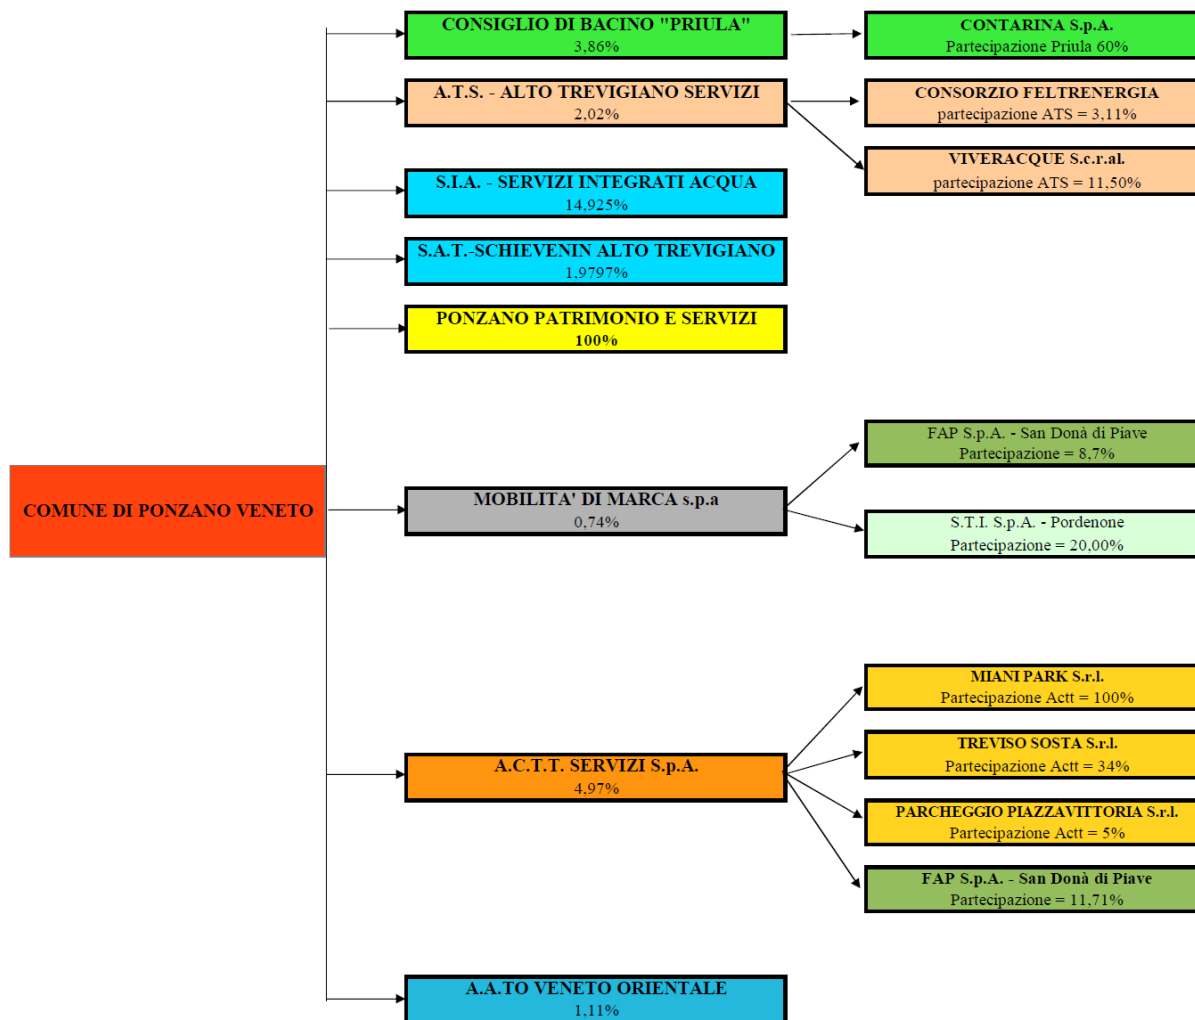 CONSIGLIO DI BACINO "PRIULA"
3,86%
CONTARINA S.p.A.
Partecipazione Priula 60%
A.T.S. - ALTO TREVIGIANO SERVIZI
2,02%
CONSORZIO FELTRENERGIA
partecipazione ATS = 3,11%
VIVERACQUE S.c.r.al.
partecipazione ATS = 11,50%
S.I.A. - SERVIZI INTEGRATI ACQUA
14,925%
S.A.T.-SCHIEVENIN ALTO TREVIGIANO
1,9797%
PONZANO PATRIMONIO E SERVIZI
100%
COMUNE DI PONZANO VENETO
MOBILITA' DI MARCA s.p.a
0,74%
FAP S.p.A. - San Donà di Piave
Partecipazione = 8,7%
S.T.I. S.p.A. - Pordenone
Partecipazione = 20,00%
A.C.T.T. SERVIZI S.p.A.
4,97%
MIANI PARK S.r.l.
Partecipazione Actt = 100%
TREVISO SOSTA S.r.l.
Partecipazione Actt = 34%
PARCHEGGIO PIAZZAVITTORIA S.r.l.
Partecipazione Actt = 5%
FAP S.p.A. - San Donà di Piave
Partecipazione = 11,71%
A.A.TO VENETO ORIENTALE
1,11%